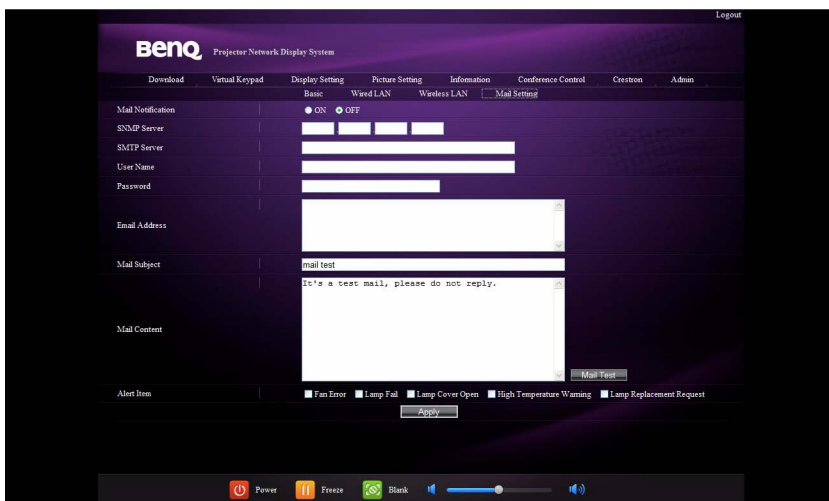 Logout
BenQ Projector Network Display System
Download Virtual Keypad Display Setting Picture Setting Information Conference Control Crestron Admin
Basic Wired LAN Wireless LAN Mail Setting
Mail Notification ON OFF
SNMP Server
SMTP Server
User Name
Password
Email Address
Mail Subject mail test
It's a test mail, please do not reply.
Mail Content
Mail Test
Alert Item Fan Error Lamp Fail Lamp Cover Open High Temperature Warning Lamp Replacement Request
Apply
Power Freeze Blank